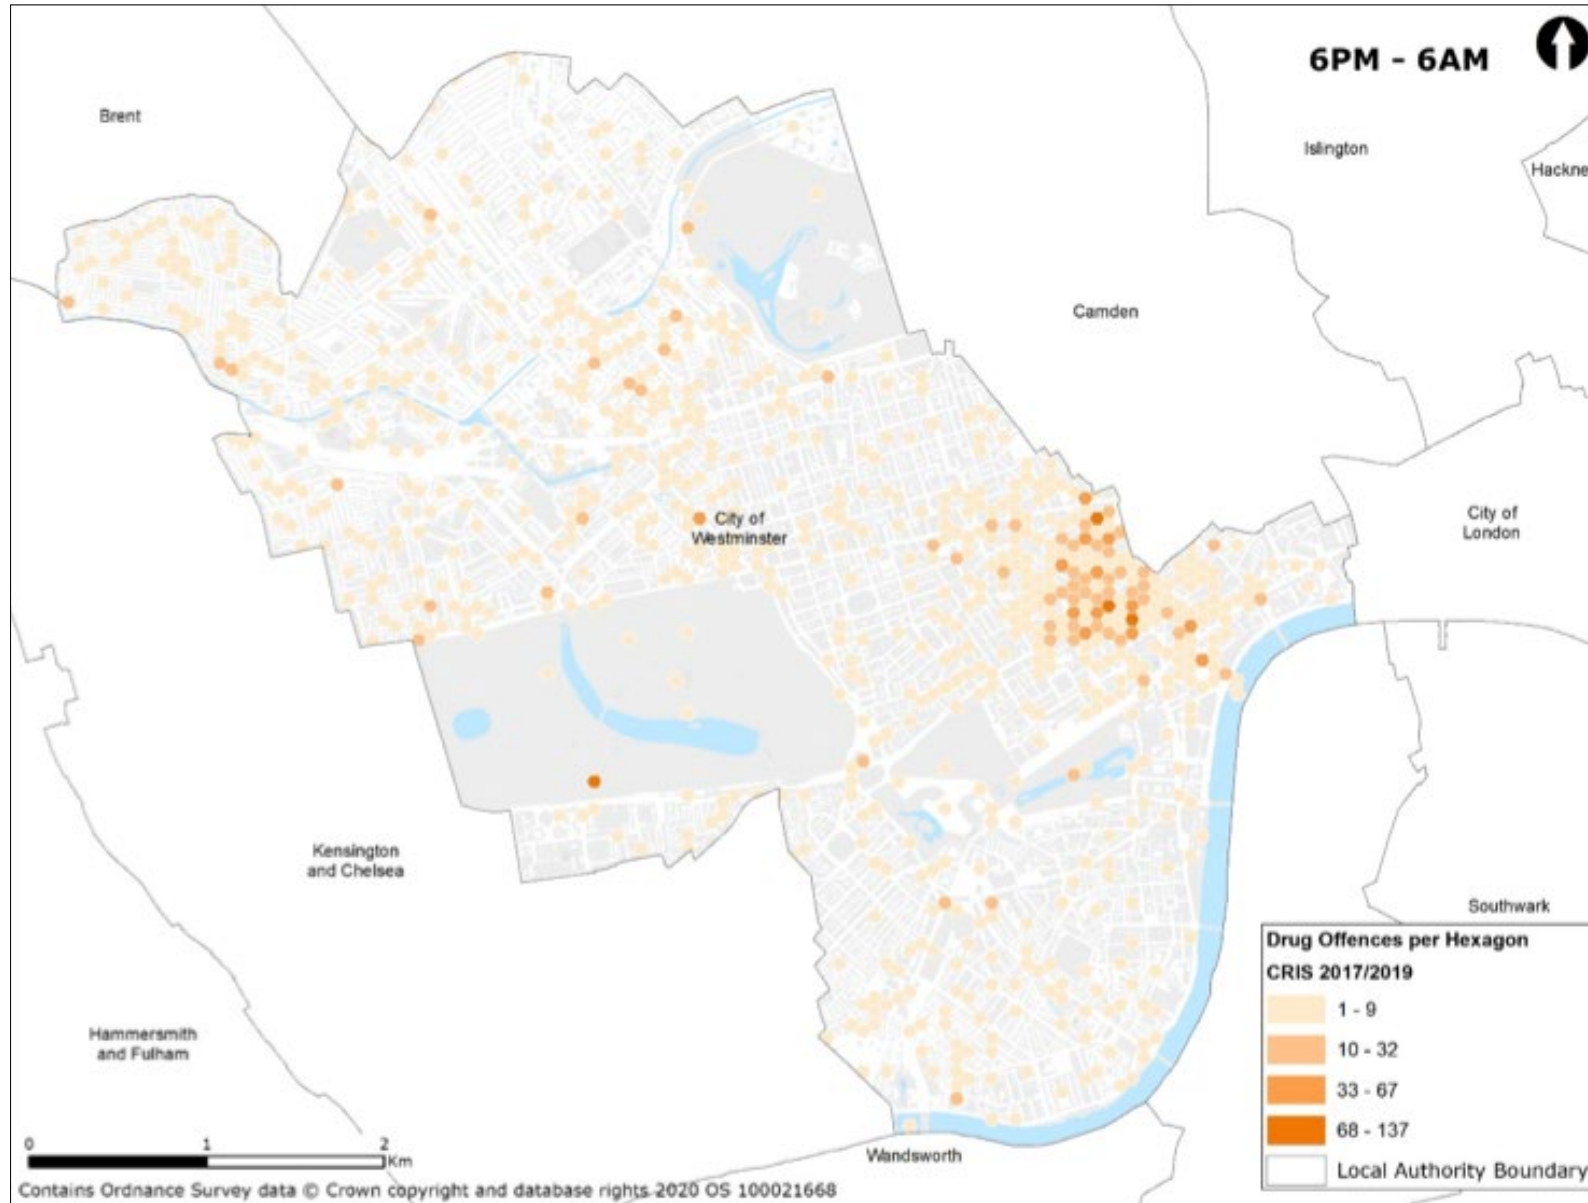 6PM - 6AM
Brent
Islington
Hackne
Camden
City of
Westminster
City of
London
Kensington
and Chelsea
Southwark
Hammersmith
and Fulham
Wandsworth
Drug Offences per Hexagon
CRIS 2017/2019
1 - 9
10 - 32
33 - 67
68 - 137
Local Authority Boundary
0 1 2
Km
Contains Ordnance Survey data © Crown copyright and database rights 2020 OS 100021668